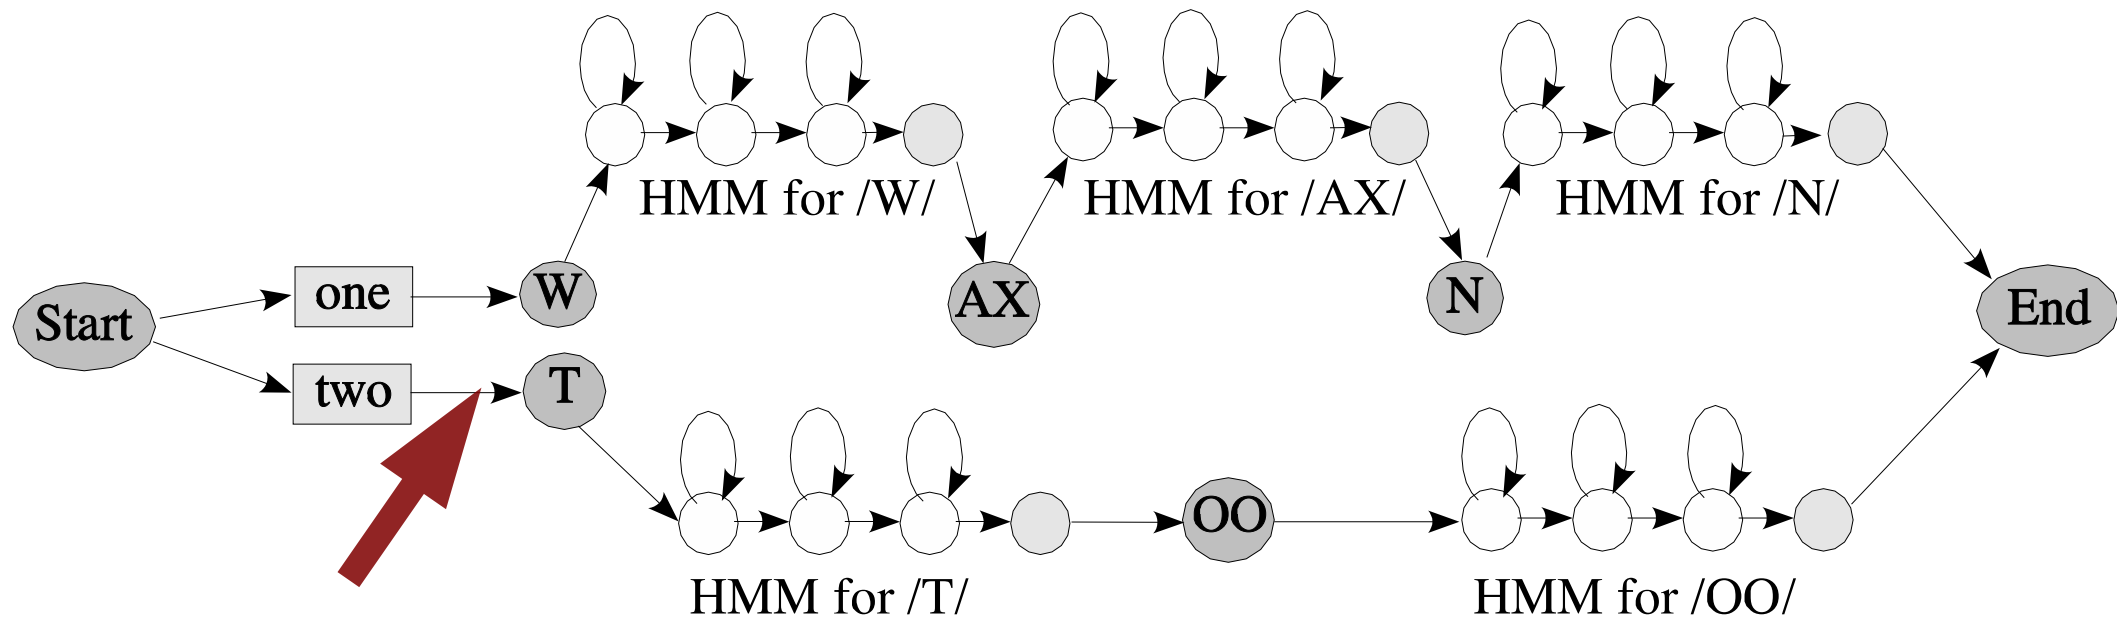 HMM for /W/
HMM for /AX/
HMM for /N/
Start
one
W
AX
N
End
two
T
OO
HMM for /T/
HMM for /OO/